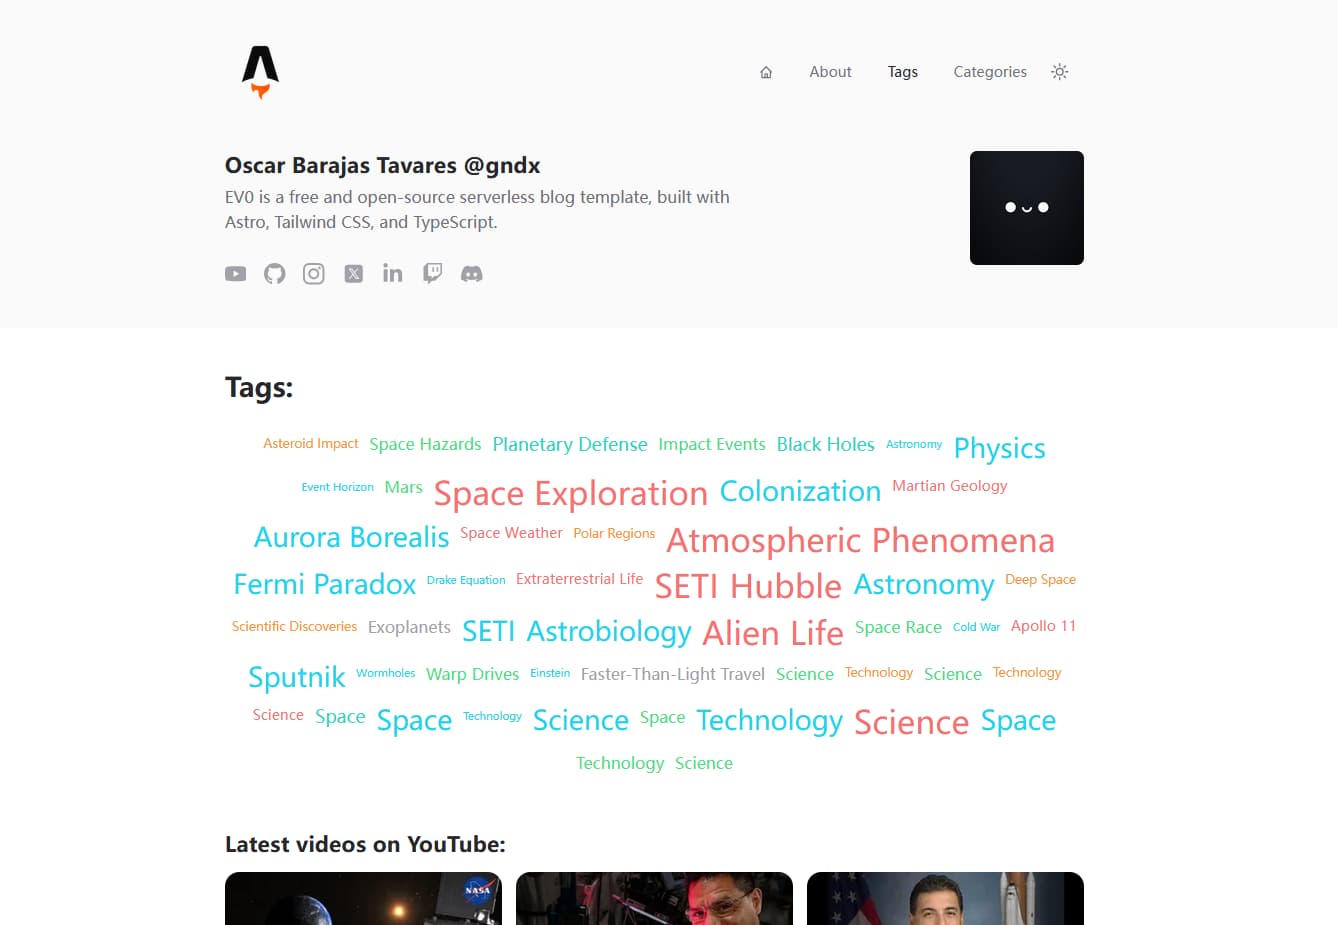 About Tags Categories
Oscar Barajas Tavares @gndx
EV0 is a free and open-source serverless blog template, built with
Astro, Tailwind CSS, and TypeScript.
Tags:
Asteroid Impact Space Hazards Planetary Defense Impact Events Black Holes Astronomy Physics
Event Horizon Mars Space Exploration Colonization Martian Geology
Aurora Borealis Space Weather Polar Regions Atmospheric Phenomena
Fermi Paradox Drake Equation Extraterrestrial Life SETI Hubble Astronomy Deep Space
Scientific Discoveries Exoplanets SETI Astrobiology Alien Life Space Race Cold War Apollo 11
Sputnik Wormholes Warp Drives Einstein Faster-Than-Light Travel Science Technology Science Technology
Science Space Space Technology Science Space Technology Science Space
Technology Science
Latest videos on YouTube:
NASA